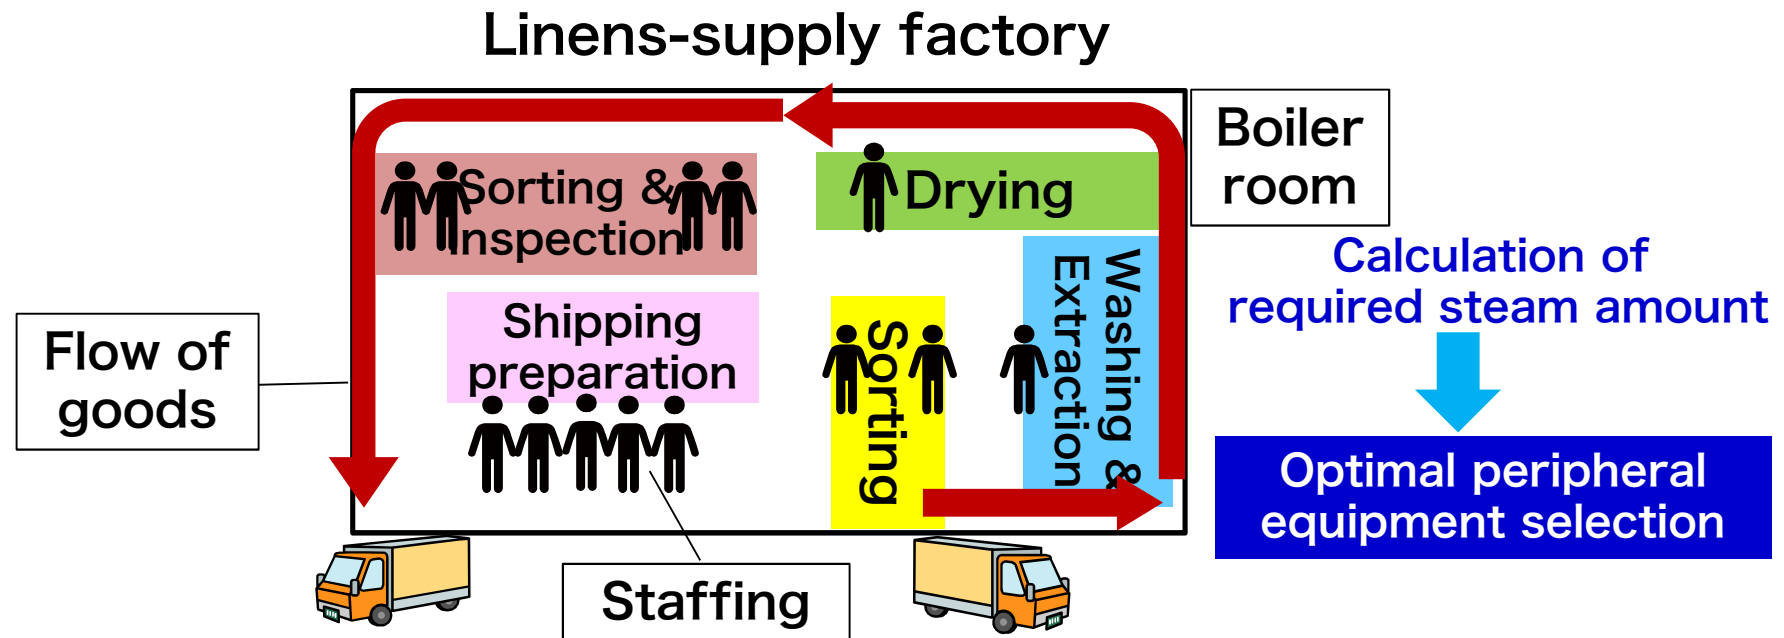 Linens-supply factory
Boiler
room
Sorting &
Inspection
Drying
Washing &
Extraction
Calculation of
required steam amount
Shipping
preparation
Sorting
Flow of
goods
Optimal peripheral
equipment selection
Staffing